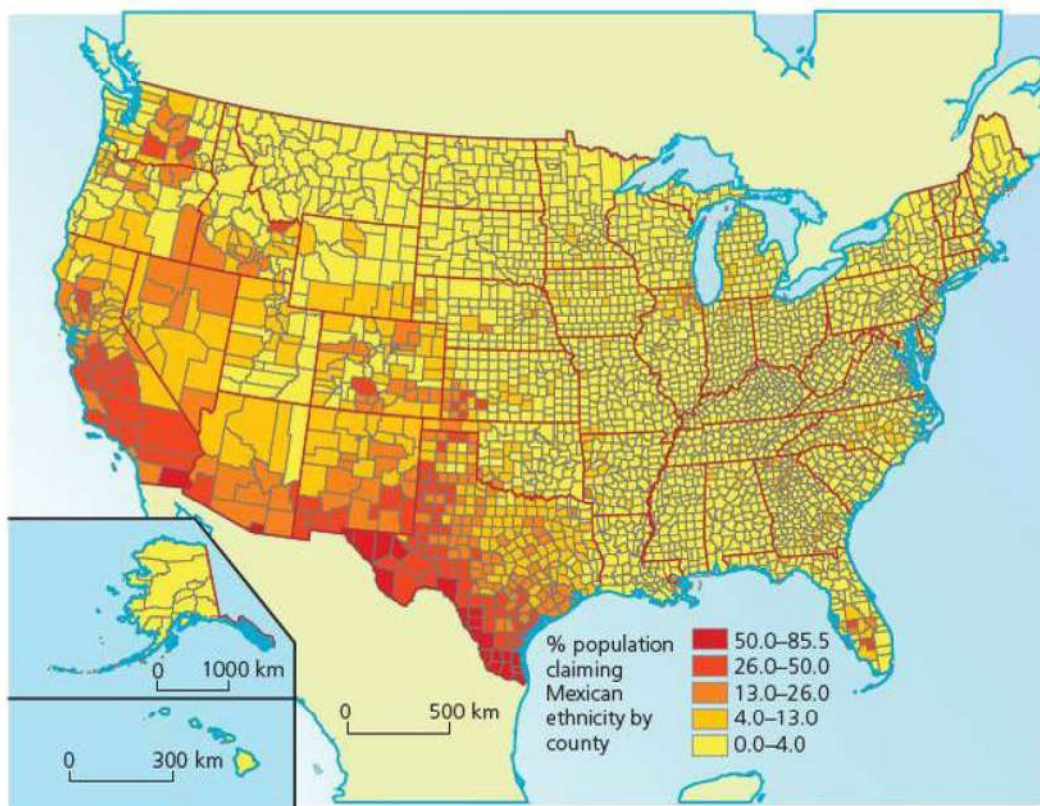 % population
claiming
Mexican
ethnicity by
county
50.0–85.5
26.0–50.0
13.0–26.0
4.0–13.0
0.0–4.0
0 1000 km
0 500 km
0 300 km